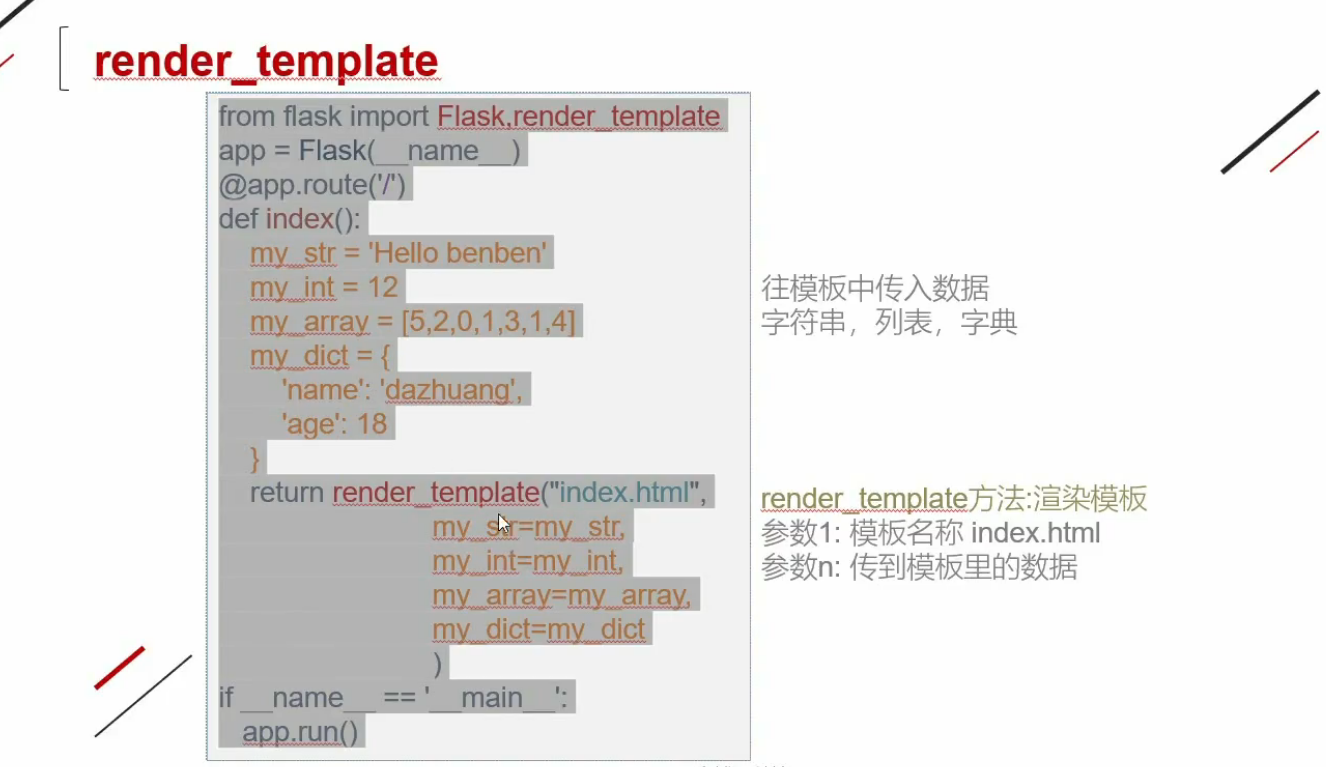 render_template
from flask import Flask,render_template
app = Flask(__name__)
@app.route('/')
def index():
my_str = 'Hello benben'
my_int = 12
my_array = [5,2,0,1,3,1,4]
my_dict = {
'name': 'dazhuang',
'age': 18
}
return render_template("index.html",
my_str=my_str,
my_int=my_int,
my_array=my_array,
my_dict=my_dict
)
if __name__ == '__main__':
app.run()
往模板中传入数据
字符串，列表，字典
render_template方法:渲染模板
参数1: 模板名称 index.html
参数n: 传到模板里的数据